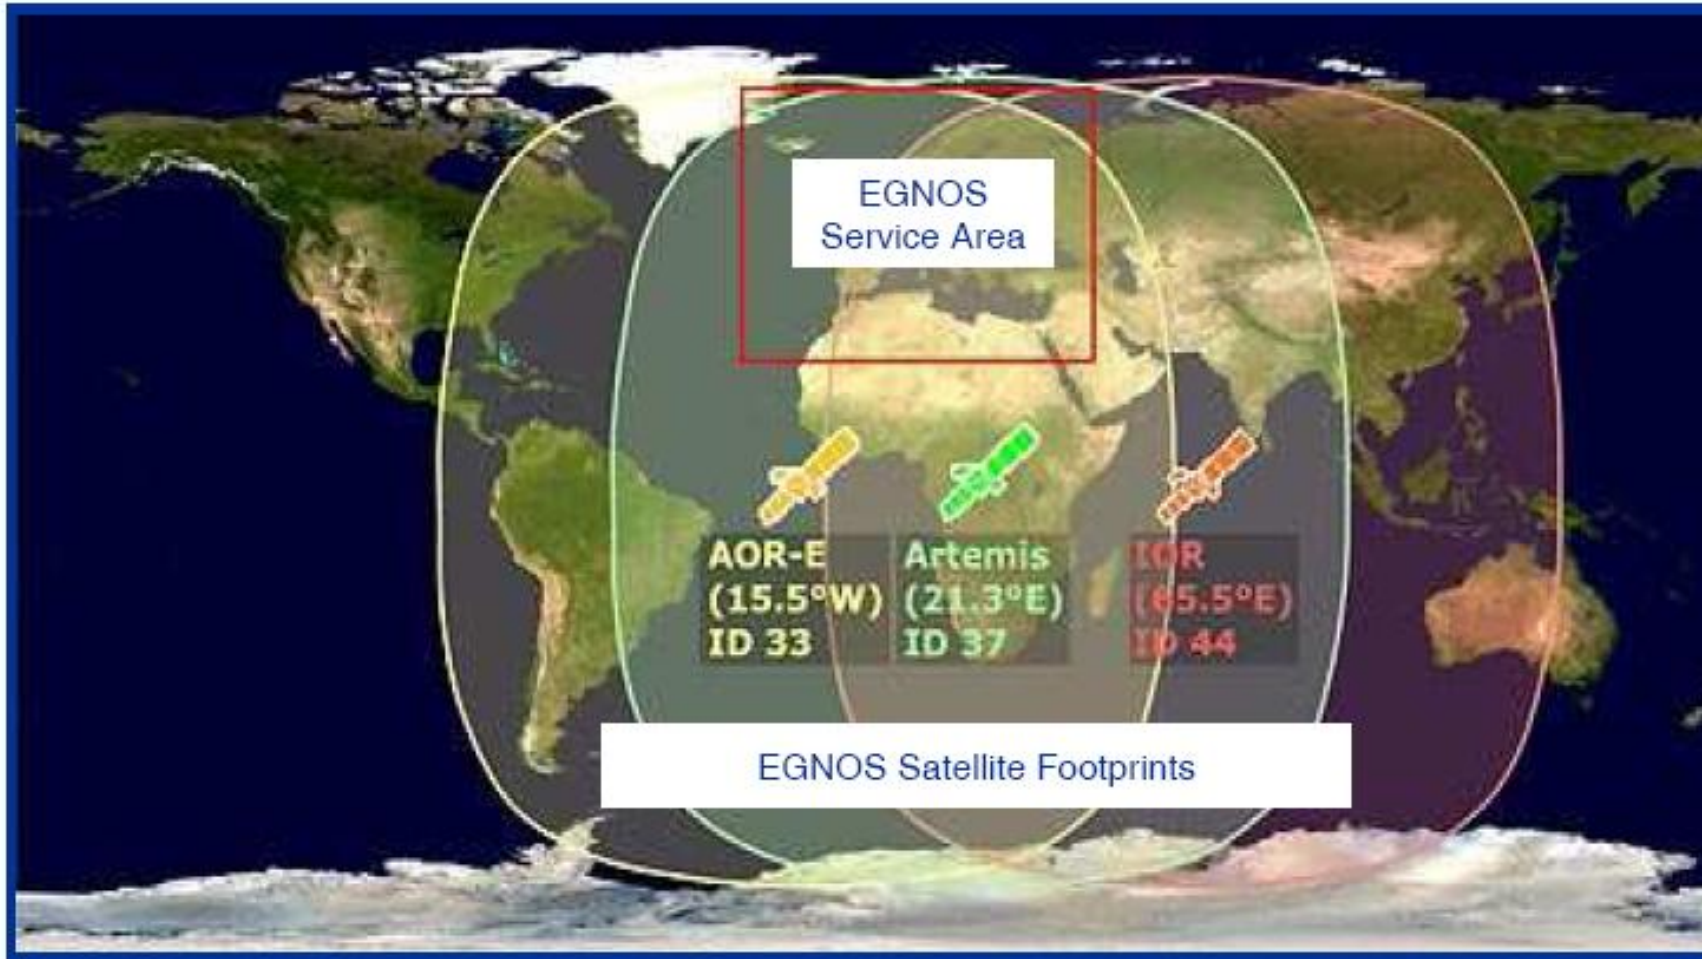 EGNOS
Service Area
AOR-E
(15.5°W)
ID 33
Artemis
(21.3°E)
ID 37
IOR
(65.5°E)
ID 44
EGNOS Satellite Footprints